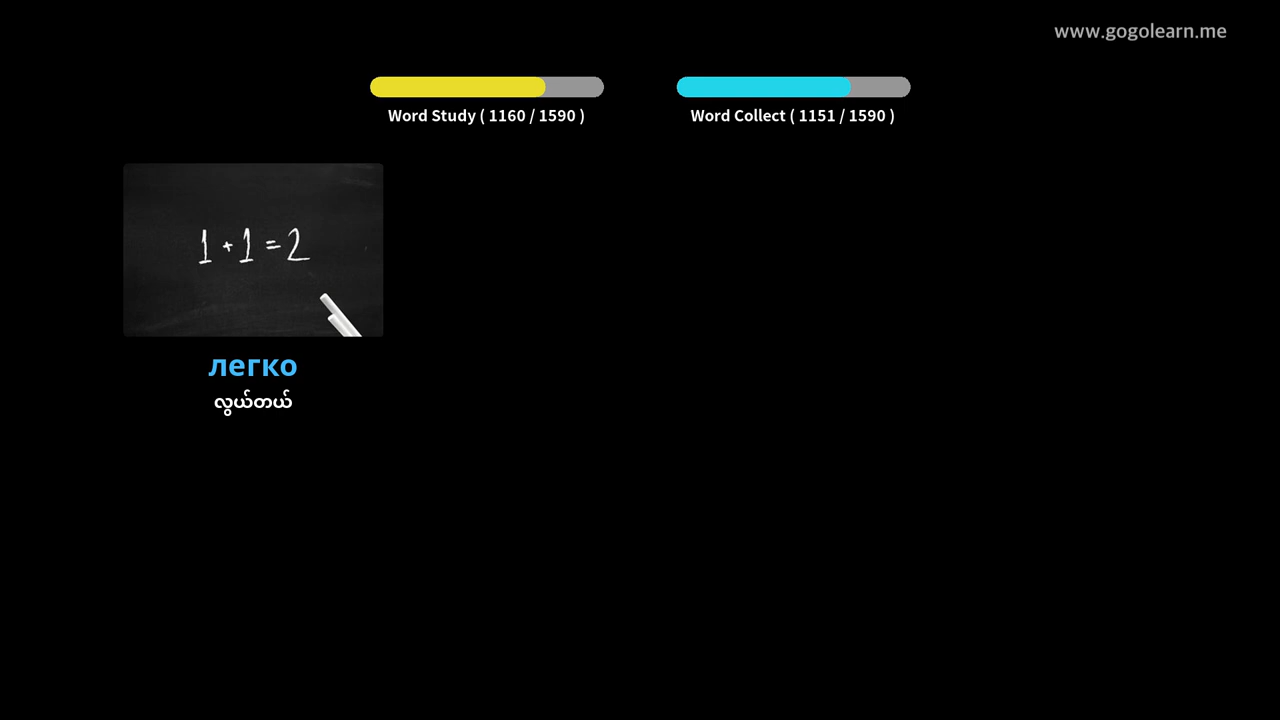 www.gogolearn.me
Word Study ( 1160 / 1590 )
Word Collect ( 1151 / 1590 )
1 + 1 = 2
легко
လွယ်တယ်